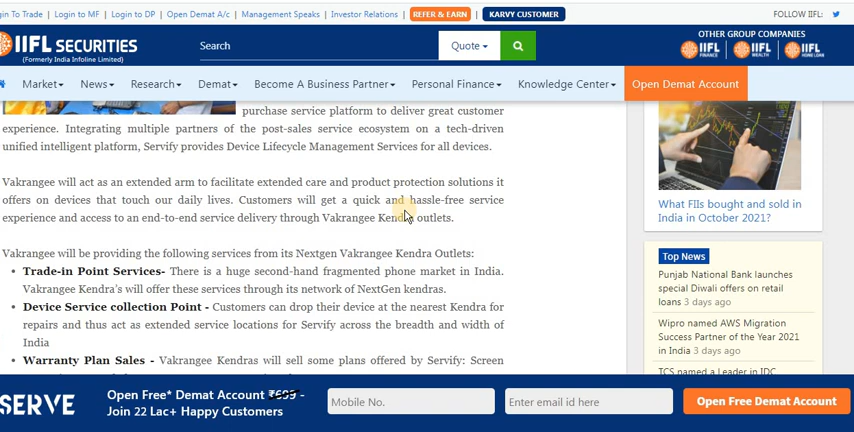 gin To Trade | Login to MF | Login to DP | Open Demat A/c | Management Speaks | Investor Relations | REFER & EARN | KARVY CUSTOMER FOLLOW IIFL:
IIFL SECURITIES
(Formerly India Infoline Limited)
Search Quote
OTHER GROUP COMPANIES
IIFL FINANCE IIFL WEALTH IIFL HOME LOAN
Market News Research Demat Become A Business Partner Personal Finance Knowledge Center Open Demat Account
purchase service platform to deliver great customer
experience. Integrating multiple partners of the post-sales service ecosystem on a tech-driven
unified intelligent platform, Servify provides Device Lifecycle Management Services for all devices.
Vakrangee will act as an extended arm to facilitate extended care and product protection solutions it
offers on devices that touch our daily lives. Customers will get a quick and hassle-free service
experience and access to an end-to-end service delivery through Vakrangee Kendra outlets.
Vakrangee will be providing the following services from its Nextgen Vakrangee Kendra Outlets:
• Trade-in Point Services- There is a huge second-hand fragmented phone market in India.
Vakrangee Kendra's will offer these services through its network of NextGen kendras.
• Device Service collection Point - Customers can drop their device at the nearest Kendra for
repairs and thus act as extended service locations for Servify across the breadth and width of
India
• Warranty Plan Sales - Vakrangee Kendras will sell some plans offered by Servify: Screen
What FIIs bought and sold in
India in October 2021?
Top News
Punjab National Bank launches
special Diwali offers on retail
loans 3 days ago
Wipro named AWS Migration
Success Partner of the Year 2021
in India 3 days ago
TCS named a Leader in IDC
SERVE
Open Free* Demat Account -
Join 22 Lac+ Happy Customers
Mobile No. Enter email id here Open Free Demat Account